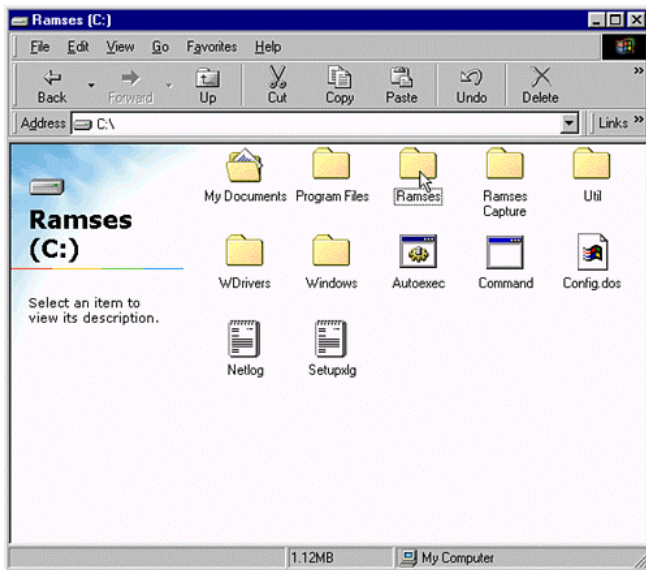 Ramses (C:)
File Edit View Go Favorites Help
Back Forward Up Cut Copy Paste Undo Delete »
Address C:\ Links »
Ramses
(C:)
Select an item to
view its description.
My Documents Program Files Ramses Ramses Capture Util
WDrivers Windows Autoexec Command Config.dos
Netlog Setupxlg
1.12MB My Computer